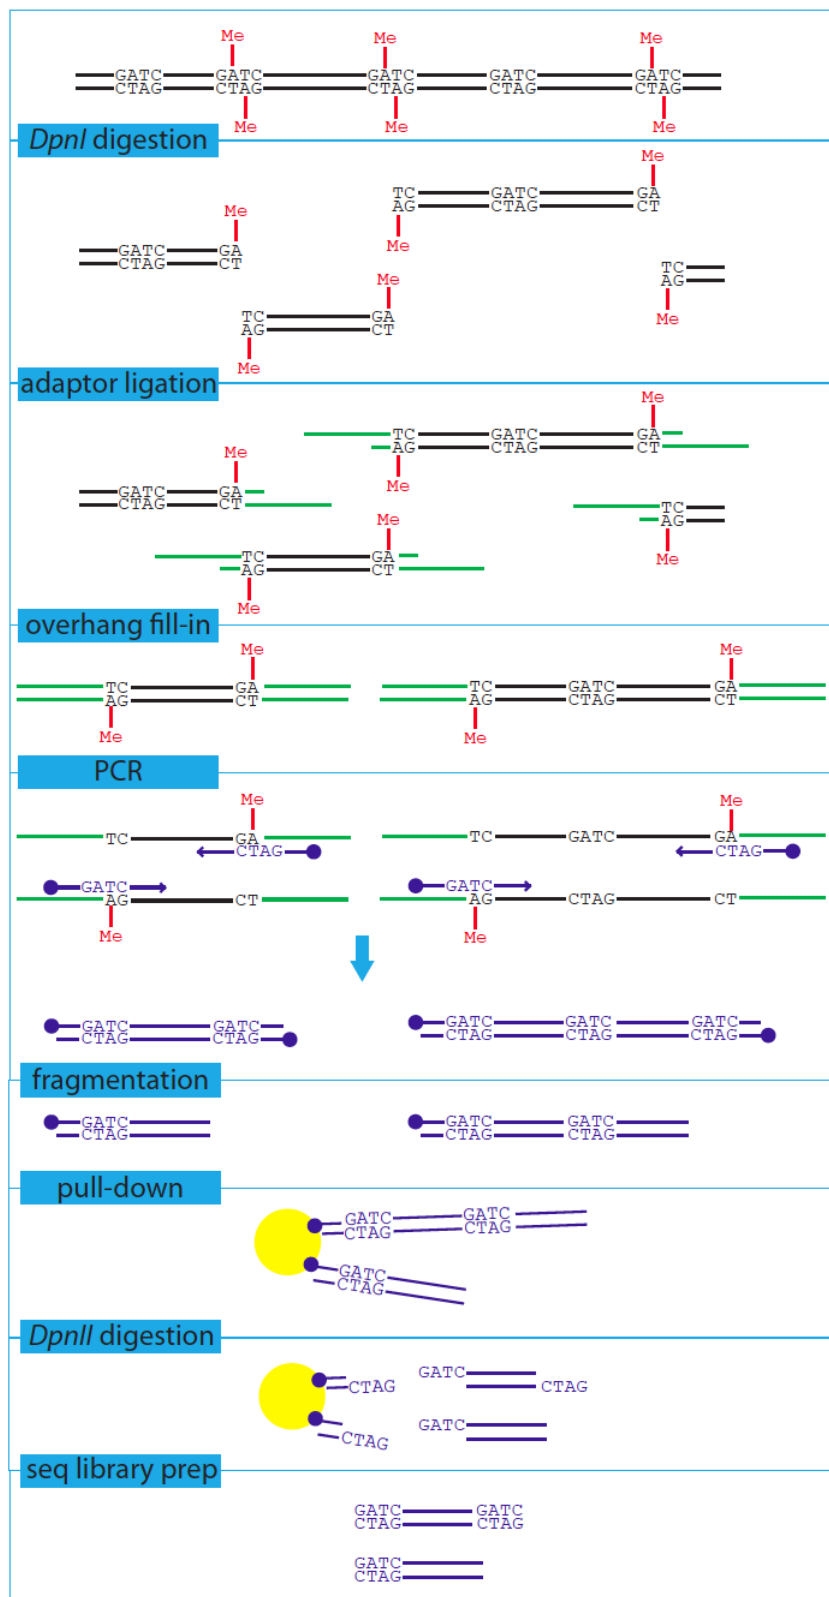 Me Me Me
GATC GATC GATC GATC GATC
CTAG CTAG CTAG CTAG CTAG
Me Me Me
DpnI digestion
Me
TC GATC GA
AG CTAG CT
Me
Me
GATC GA
CTAG CT
TC
AG
Me
Me
TC GA
AG CT
Me
adaptor ligation
Me
TC GATC GA
AG CTAG CT
Me
Me
GATC GA
CTAG CT
TC
AG
Me
Me
TC GA
AG CT
Me
overhang fill-in
Me Me
TC GA TC GATC GA
AG CT AG CTAG CT
Me Me
PCR
Me Me
TC GA TC GATC GA
CTAG CTAG
GATC GATC
AG CT AG CTAG CT
Me Me
GATC GATC GATC GATC GATC
CTAG CTAG CTAG CTAG CTAG
fragmentation
GATC GATC GATC
CTAG CTAG CTAG
pull-down
GATC GATC
CTAG CTAG
GATC
CTAG
DpnII digestion
GATC
CTAG CTAG
GATC
CTAG
seq library prep
GATC GATC
CTAG CTAG
GATC
CTAG